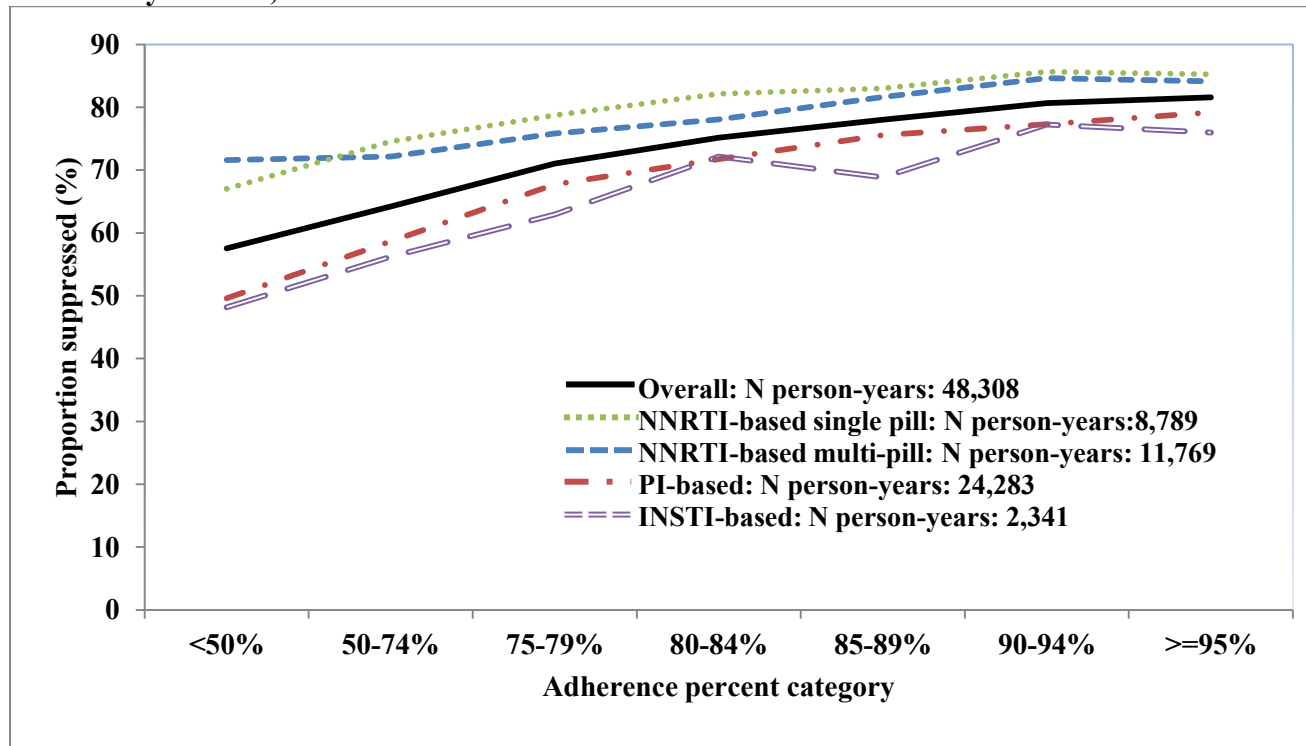 90
80
70
60
50
40
30
20
10
0
Proportion suppressed (%)
Overall: N person-years: 48,308
NNRTI-based single pill: N person-years:8,789
NNRTI-based multi-pill: N person-years: 11,769
PI-based: N person-years: 24,283
INSTI-based: N person-years: 2,341
<50% 50-74% 75-79% 80-84% 85-89% 90-94% >=95%
Adherence percent category